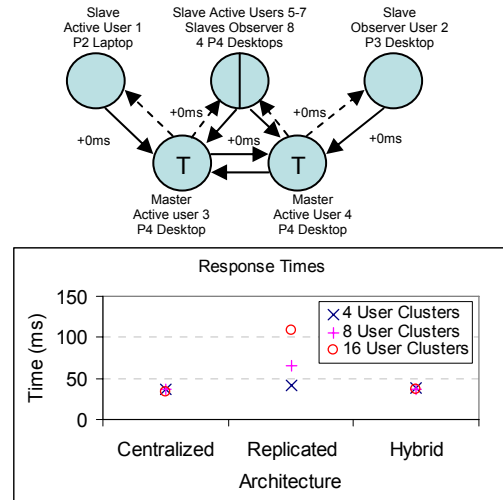 Slave
Active User 1
P2 Laptop
Slave Active Users 5-7
Slaves Observer 8
4 P4 Desktops
Slave
Observer User 2
P3 Desktop
+0ms
+0ms
+0ms
+0ms
+0ms
T
T
Master
Active user 3
P4 Desktop
Master
Active User 4
P4 Desktop
Response Times
Time (ms)
150
100
50
0
4 User Clusters
8 User Clusters
16 User Clusters
Centralized
Replicated
Hybrid
Architecture